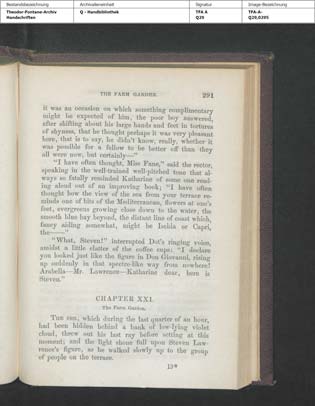 Bestandsbezeichnung
Archivalieneinheit
Signatur
Image-Bezeichnung
Theodor-Fontane-Archiv
Handschriften
Q - Handbibliothek
TFA A
Q29
TFA-A-
Q29,0295
THE FARM GARDEN. 291
it was an occasion on which something complimentary
might be expected of him, the poor boy answered,
after shifting about his large hands and feet in tortures
of shyness, that he thought perhaps it was very pleasant
here, that is to say, he didn't know, really, whether it
was possible for a fellow to be better off than they
all were now, but certainly—"
"I have often thought, Miss Fane," said the rector,
speaking in the well-trained well-pitched tone that al-
ways so fatally reminded Katharine of some one read-
ing aloud out of an improving book; "I have often
thought how the view of the sea from your terrace re-
minds one of bits of the Mediterranean, flowers at one's
feet, evergreens growing close down to the water, the
smooth blue bay beyond, the distant line of coast which,
fancy aiding somewhat, might be Ischia or Capri,
the——"
"What, Steven!" interrupted Dot's ringing voice,
amidst a little clatter of the coffee cups: "I declare
you looked just like the figure in Don Giovanni, rising
up suddenly in that spectre-like way from nowhere!
Arabella—Mr. Lawrence—Katharine dear, here is
Steven."
CHAPTER XXI.
The Farm Garden.
The sun, which during the last quarter of an hour,
had been hidden behind a bank of low-lying violet
cloud, threw out his last ray before setting at this
moment; and the light shone full upon Steven Law-
rence's figure, as he walked slowly up to the group
of people on the terrace.
19*